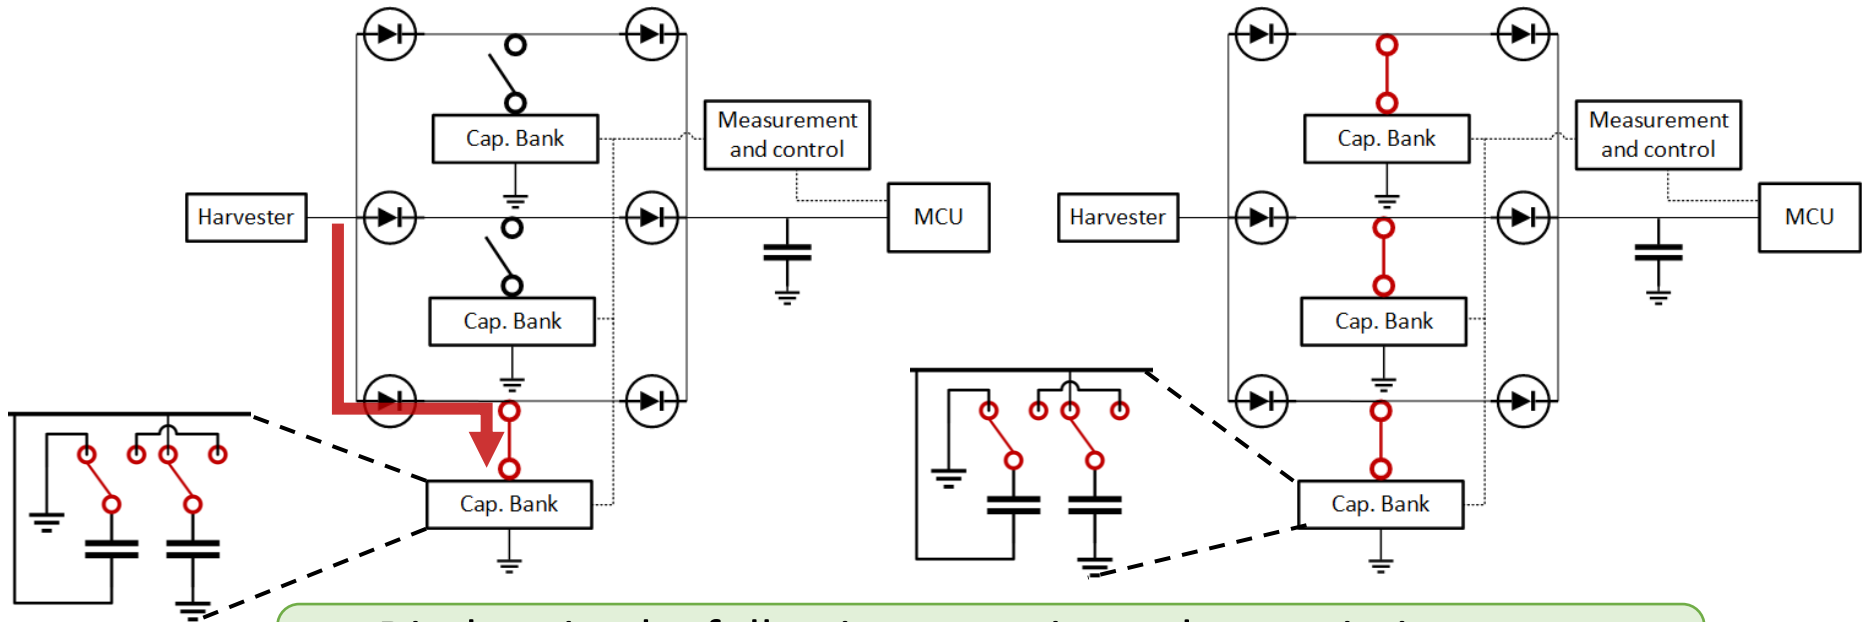 Cap. Bank
Measurement
and control
Harvester
MCU
Cap. Bank
Cap. Bank
Cap. Bank
Measurement
and control
Harvester
MCU
Cap. Bank
Cap. Bank